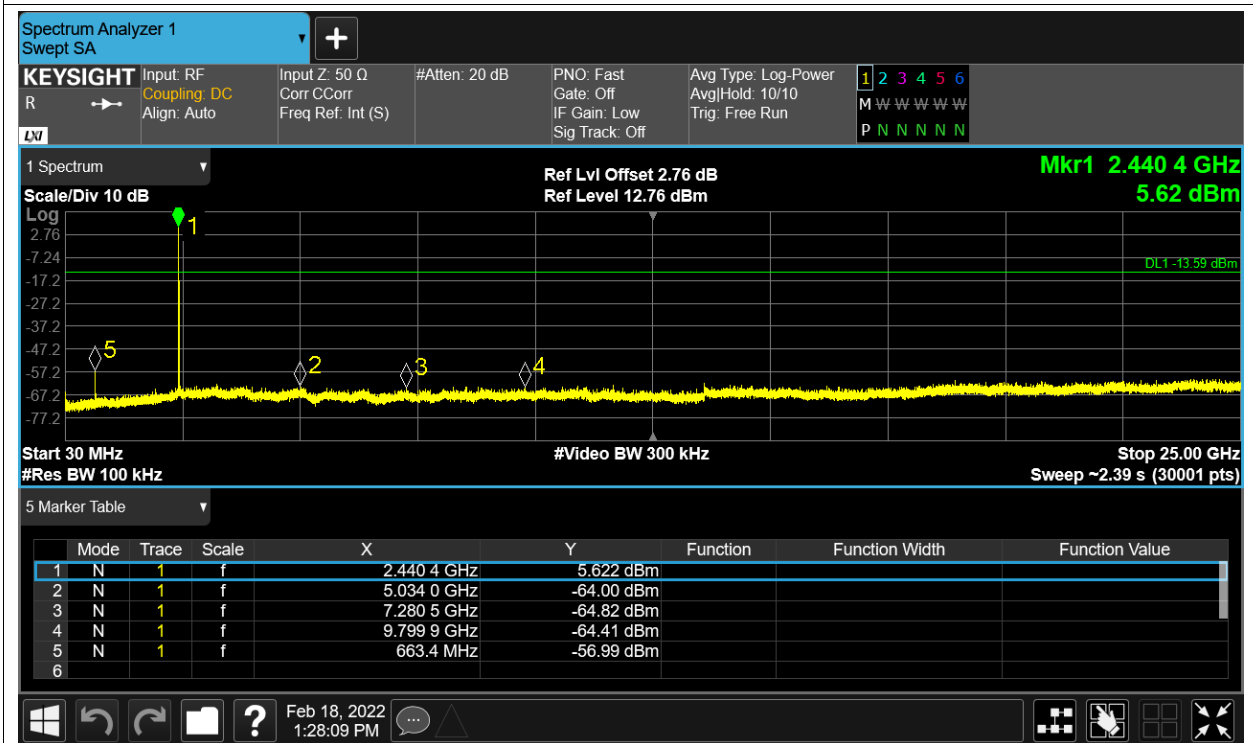 Spectrum Analyzer 1
Swept SA
+
KEYSIGHT Input: RF Input Z: 50 Ω #Atten: 20 dB PNO: Fast Avg Type: Log-Power 1 2 3 4 5 6
R Coupling: DC Corr CCorr Gate: Off Avg|Hold: 10/10 M W W W W W
Align: Auto Freq Ref: Int (S) IF Gain: Low Trig: Free Run
LXI Sig Track: Off P N N N N N
1 Spectrum Ref Lvl Offset 2.76 dB Mkr1 2.440 4 GHz
Scale/Div 10 dB Ref Level 12.76 dBm 5.62 dBm
Log
1
2.76
-7.24
DL1 -13.59 dBm
-17.2
-27.2
-37.2
-47.2
5
2 3 4
-57.2
-67.2
-77.2
Start 30 MHz #Video BW 300 kHz Stop 25.00 GHz
#Res BW 100 kHz Sweep ~2.39 s (30001 pts)
5 Marker Table
Mode Trace Scale X Y Function Function Width Function Value
1 N 1 f 2.440 4 GHz 5.622 dBm
2 N 1 f 5.034 0 GHz -64.00 dBm
3 N 1 f 7.280 5 GHz -64.82 dBm
4 N 1 f 9.799 9 GHz -64.41 dBm
5 N 1 f 663.4 MHz -56.99 dBm
6
? Feb 18, 2022
1:28:09 PM